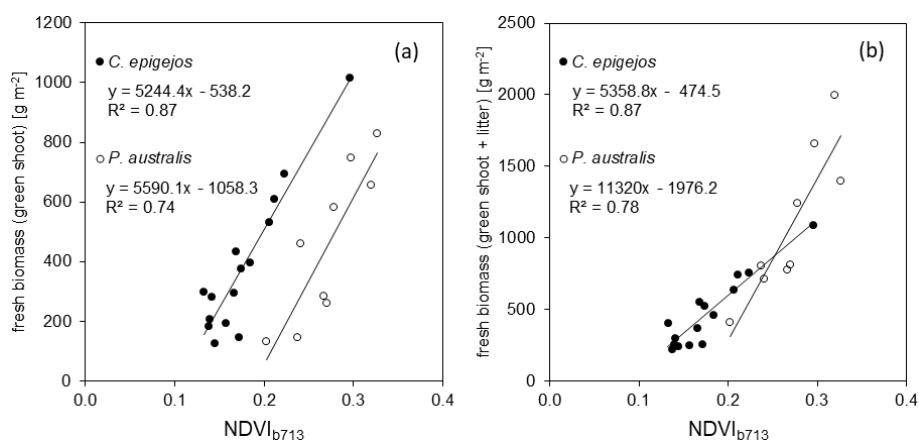 (a)
1200
1000
800
600
400
200
0
fresh biomass (green shoot) [g m-2]
C. epigejos
y = 5244.4x - 538.2
R² = 0.87
P. australis
y = 5590.1x - 1058.3
R² = 0.74
0.0 0.1 0.2 0.3 0.4
NDVIb713
(b)
2500
2000
1500
1000
500
0
fresh biomass (green shoot + litter) [g m-2]
C. epigejos
y = 5358.8x - 474.5
R² = 0.87
P. australis
y = 11320x - 1976.2
R² = 0.78
0.0 0.1 0.2 0.3 0.4
NDVIb713